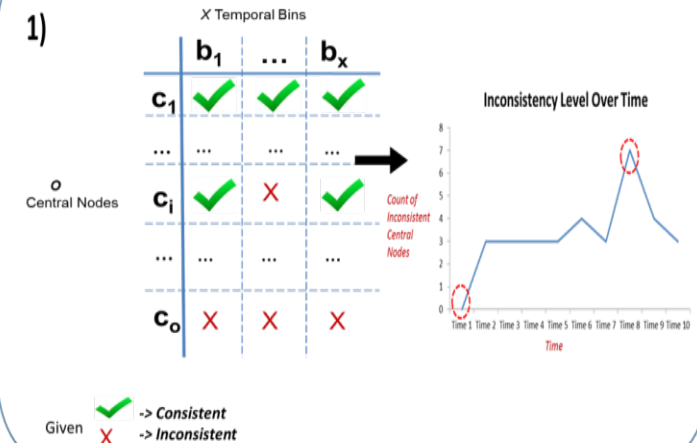 1)
X Temporal Bins
b1 ... bx
c1
... ... ... ...
o
Central Nodes
ci X
... ... ... ...
co X X X
Inconsistency Level Over Time
Count of
Inconsistent
Central
Nodes
8
7
6
5
4
3
2
1
0
Time 1 Time 2 Time 3 Time 4 Time 5 Time 6 Time 7 Time 8 Time 9 Time 10
Time
Given
-> Consistent
X -> Inconsistent